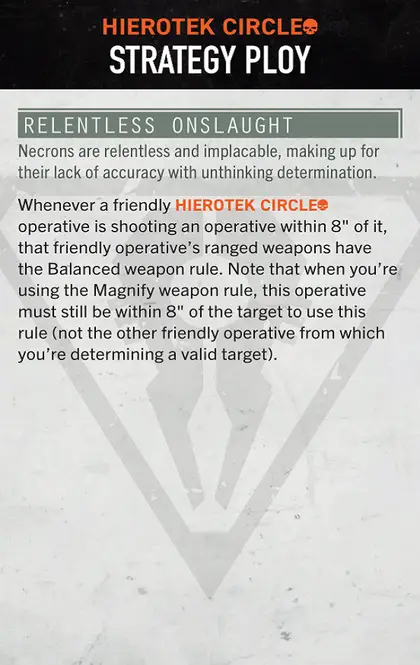 HIEROTEK CIRCLE
STRATEGY PLOY
RELENTLESS ONSLAUGHT
Necrons are relentless and implacable, making up for
their lack of accuracy with unthinking determination.
Whenever a friendly HIEROTEK CIRCLE
operative is shooting an operative within 8" of it,
that friendly operative’s ranged weapons have
the Balanced weapon rule. Note that when you’re
using the Magnify weapon rule, this operative
must still be within 8" of the target to use this
rule (not the other friendly operative from which
you’re determining a valid target).